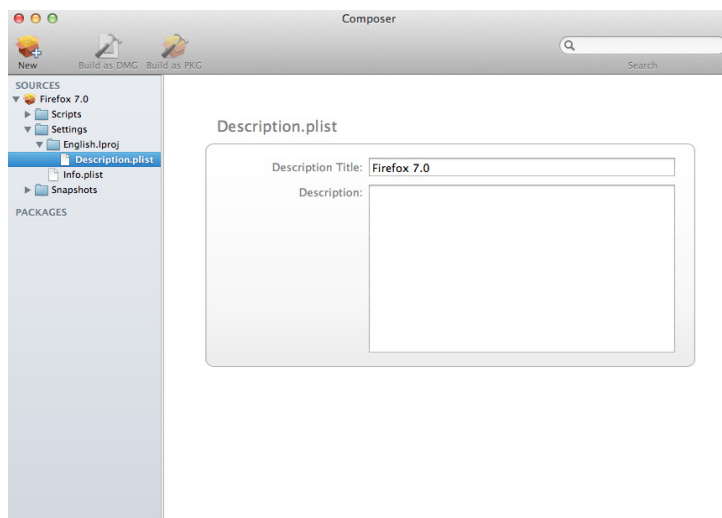 Composer
New
Build as DMG
Build as PKG
Search
SOURCES
Firefox 7.0
Scripts
Settings
English.lproj
Description.plist
Info.plist
Snapshots
PACKAGES
Description.plist
Description Title: Firefox 7.0
Description: